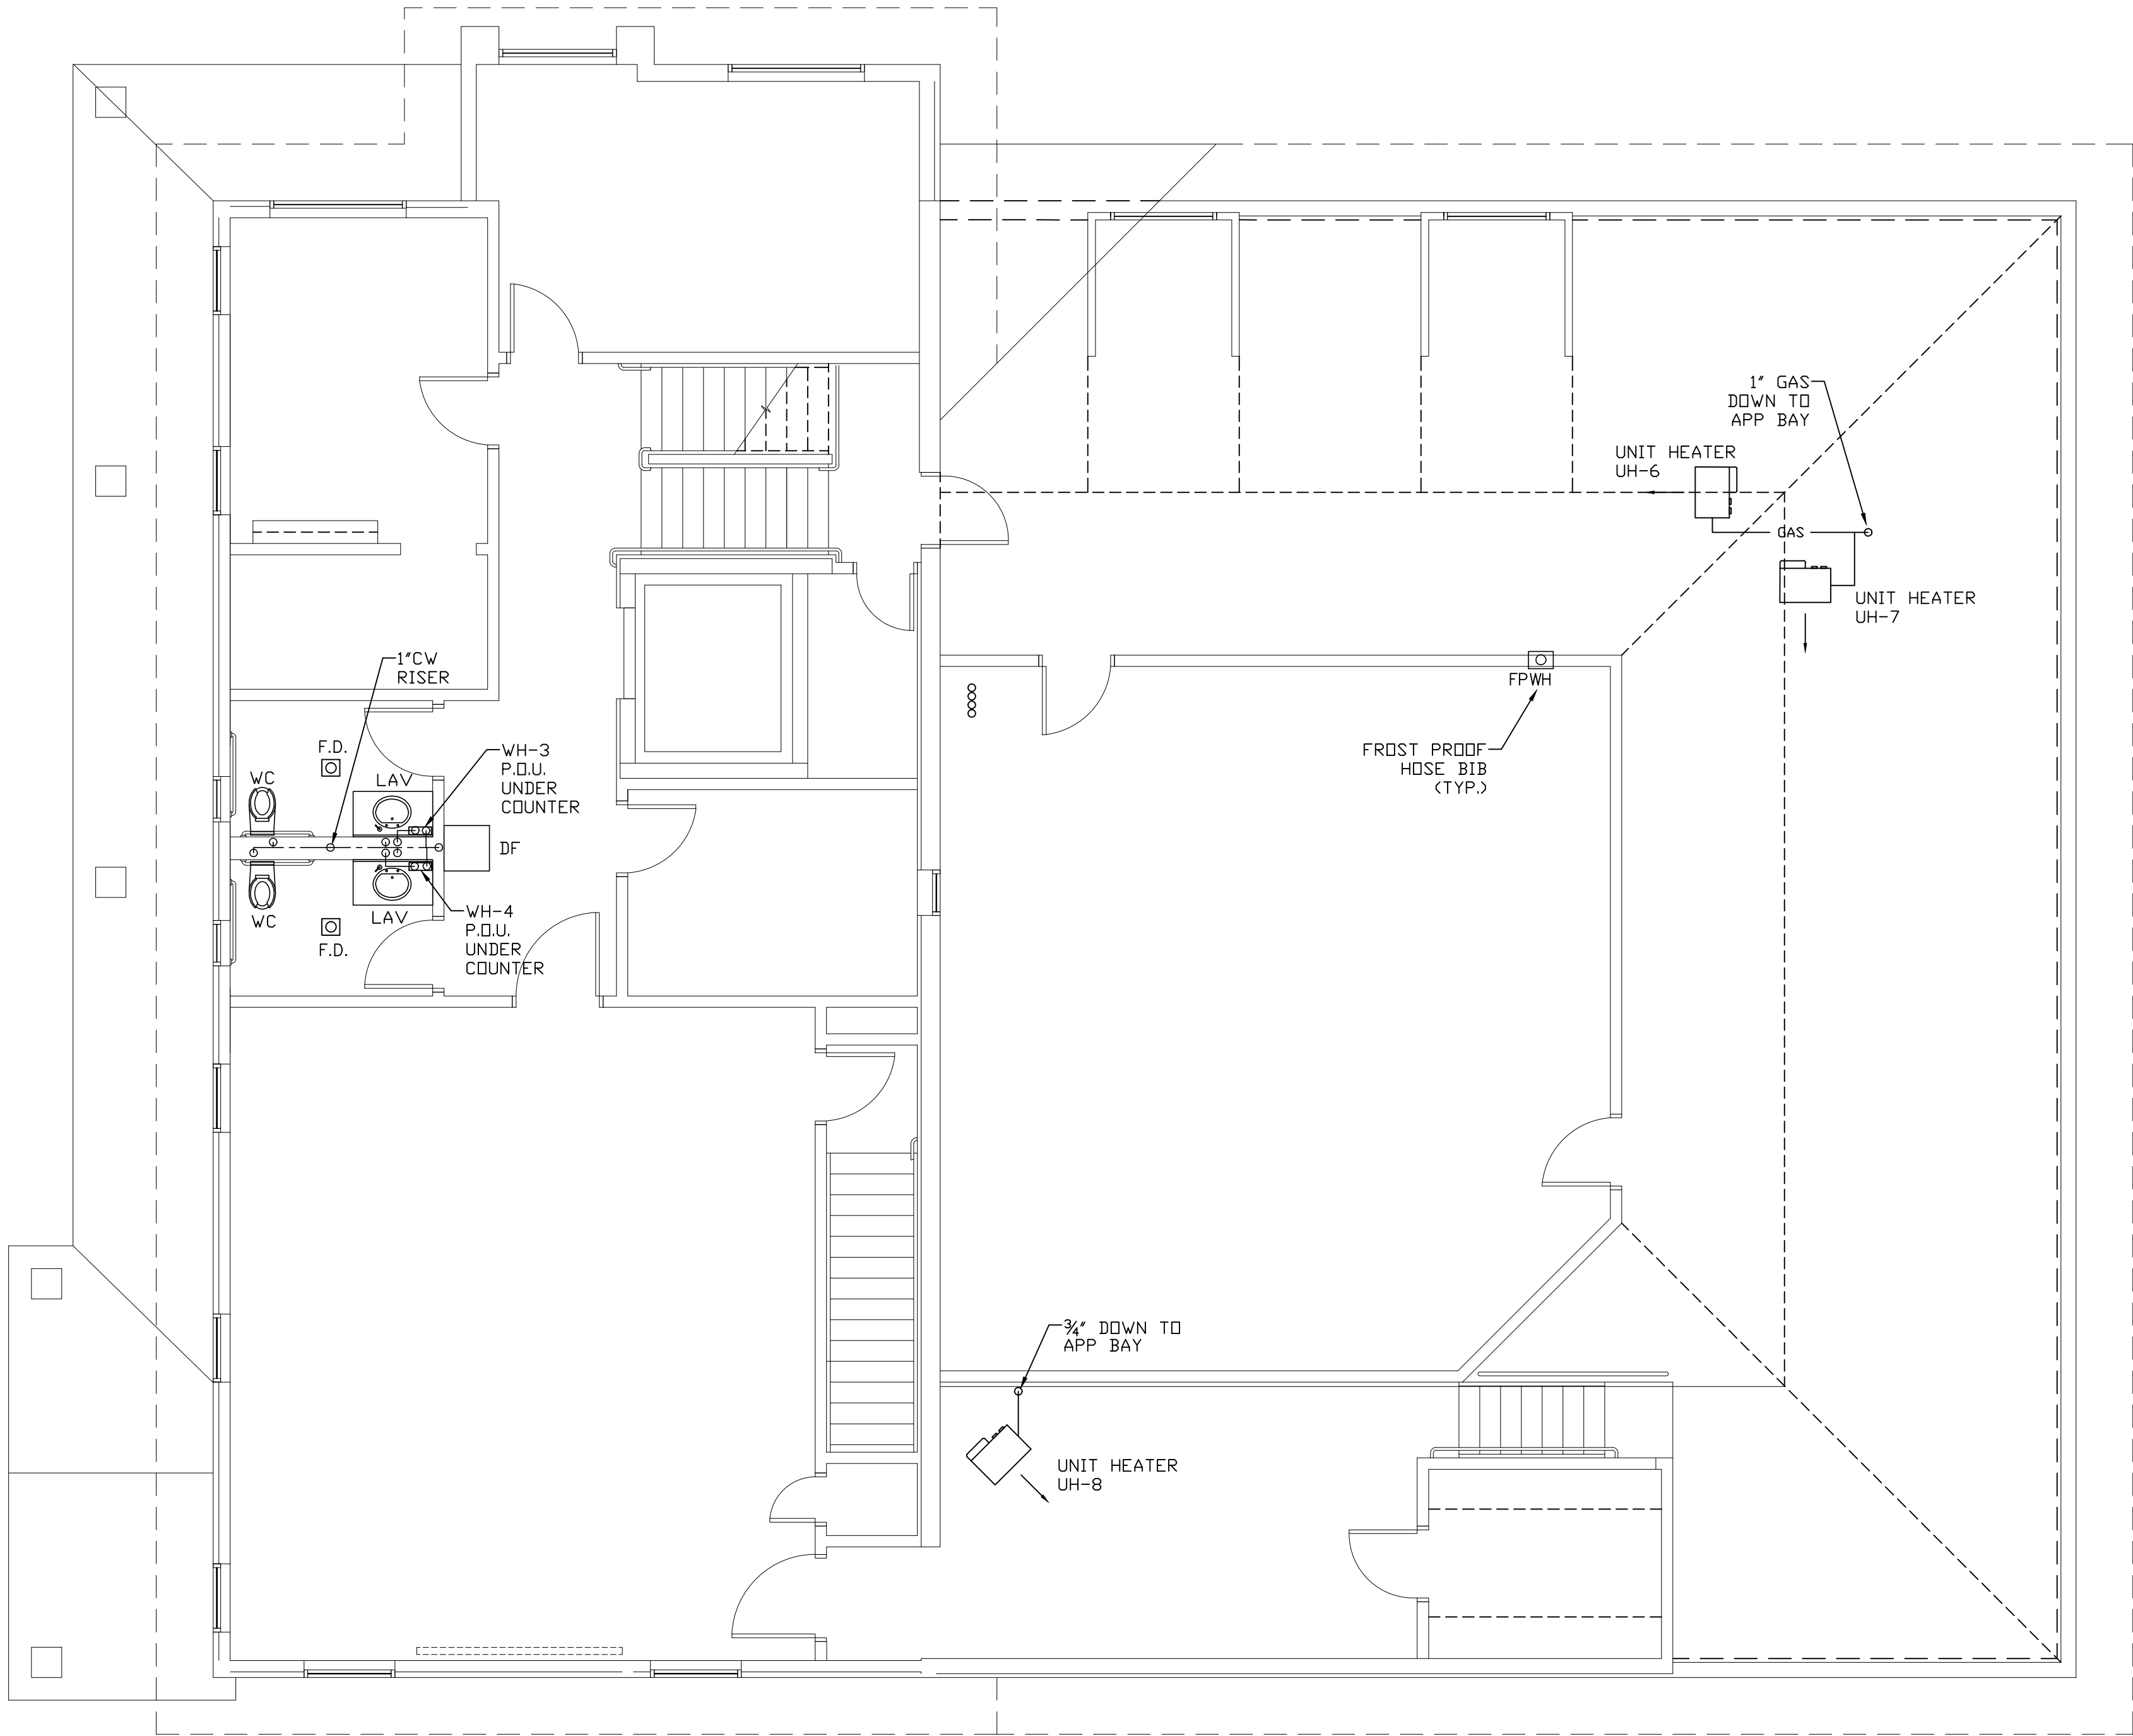 1" GAS
DOWN TO
APP BAY
UNIT HEATER
UH-6
GAS
UNIT HEATER
UH-7
1"CW
RISER
FPWH
FROST PROOF
HOSE BIB
(TYP.)
F.D.
WC
LAV
WH-3
P.O.U.
UNDER
COUNTER
DF
WC
LAV
F.D.
WH-4
P.O.U.
UNDER
COUNTER
¾" DOWN TO
APP BAY
UNIT HEATER
UH-8